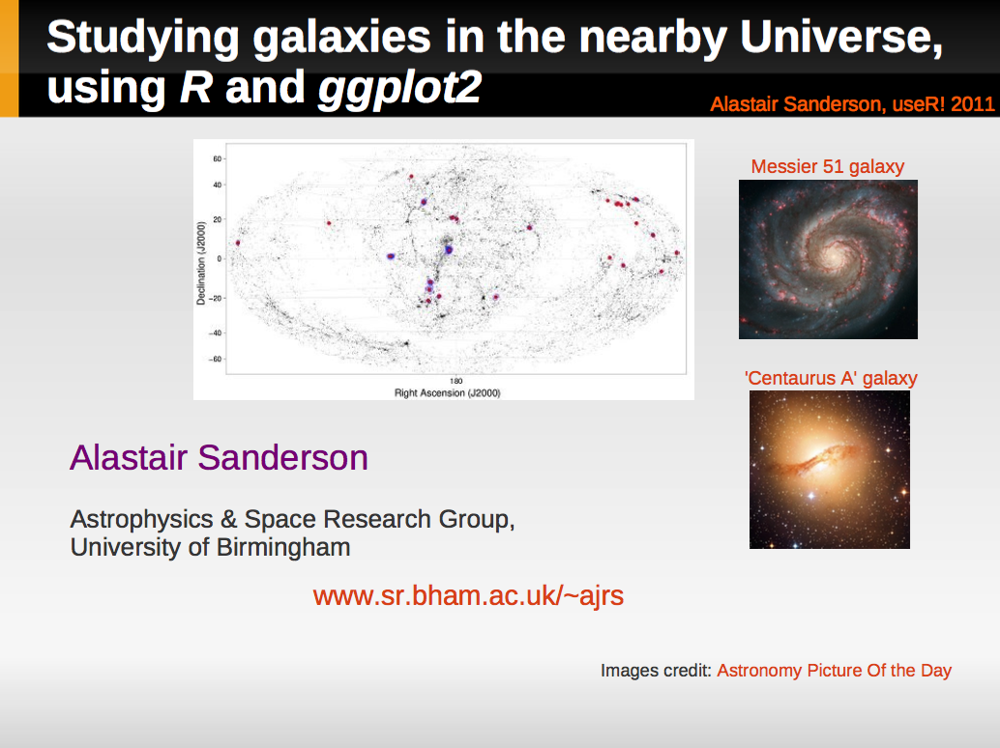 Studying galaxies in the nearby Universe,
using R and ggplot2
Alastair Sanderson, useR! 2011
60
40
20
0
−20
−40
−60
Declination (J2000)
180
Right Ascension (J2000)
Messier 51 galaxy
'Centaurus A' galaxy
Alastair Sanderson
Astrophysics & Space Research Group,
University of Birmingham
www.sr.bham.ac.uk/~ajrs
Images credit: Astronomy Picture Of the Day